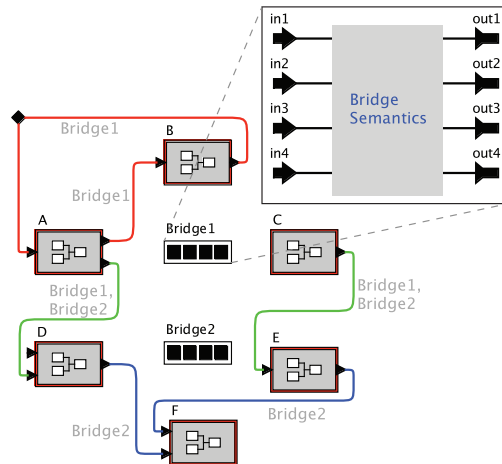 in1
out1
in2
out2
Bridge
Semantics
in3
out3
in4
out4
Bridge1
B
Bridge1
A
Bridge1
C
Bridge1,
Bridge2
Bridge1,
Bridge2
D
Bridge2
E
F
Bridge2
Bridge2